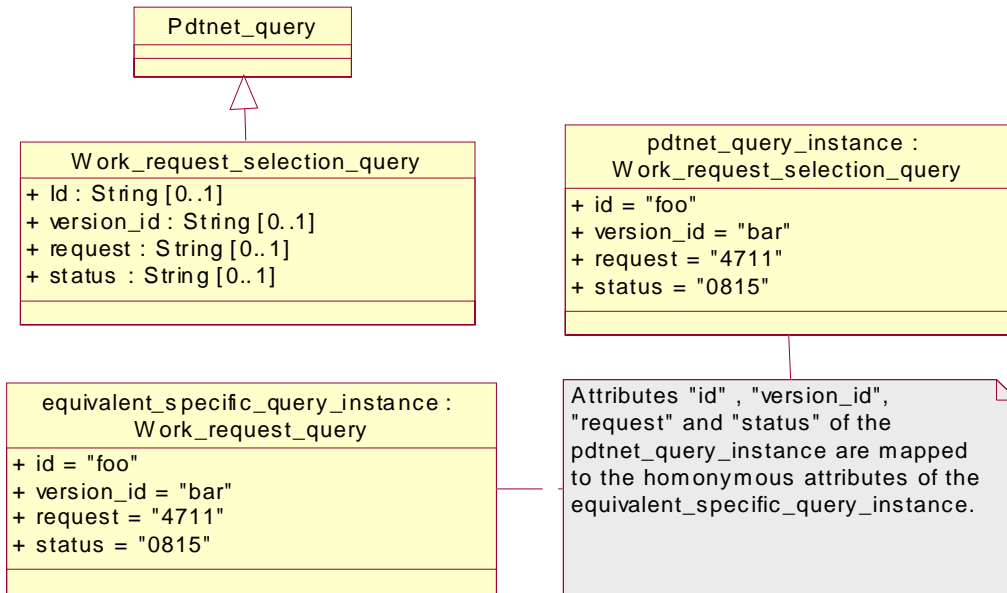 Pdtnet_query
Work_request_selection_query
+ Id : String [0..1]
+ version_id : String [0..1]
+ request : String [0..1]
+ status : String [0..1]
pdtnet_query_instance :
Work_request_selection_query
+ id = "foo"
+ version_id = "bar"
+ request = "4711"
+ status = "0815"
equivalent_specific_query_instance :
Work_request_query
+ id = "foo"
+ version_id = "bar"
+ request = "4711"
+ status = "0815"
Attributes "id" , "version_id",
"request" and "status" of the
pdtnet_query_instance are mapped
to the homonymous attributes of the
equivalent_specific_query_instance.